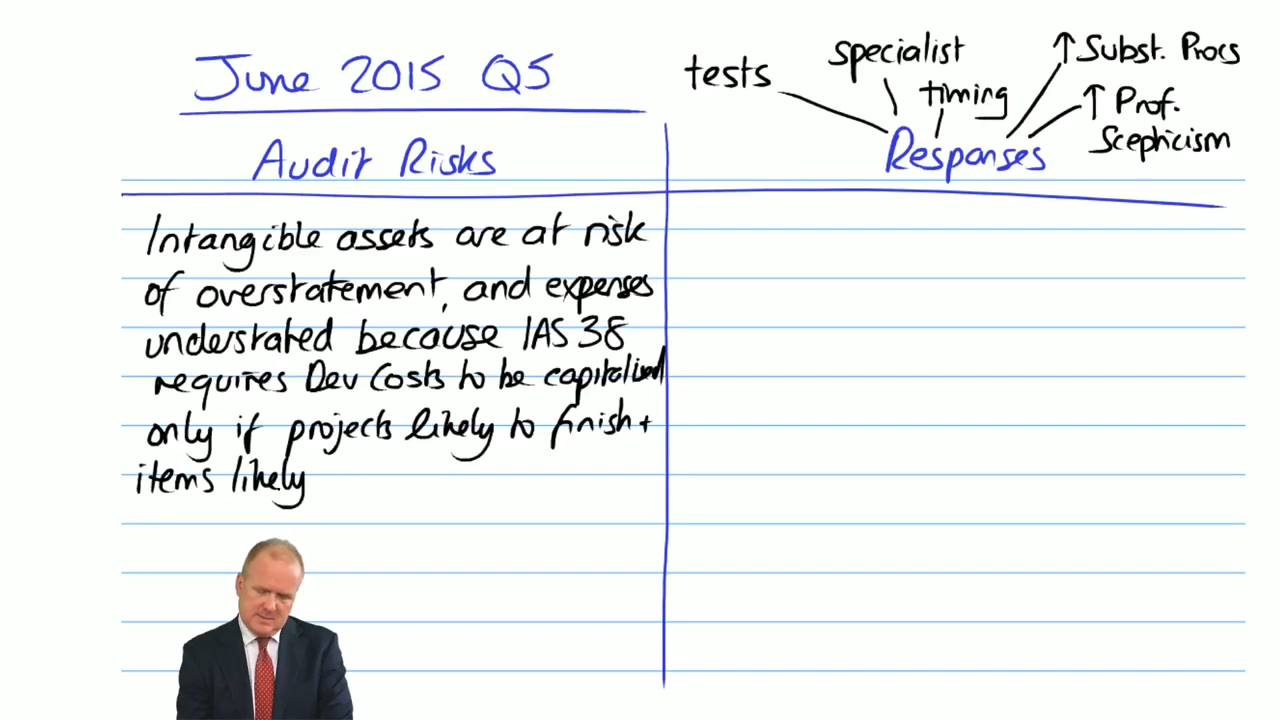 June 2015 Q5
tests
specialist
timing
↑ Subst. Procs
↑ Prof. Scepticism
Audit Risks
Responses
Intangible assets are at risk
of overstatement, and expenses
understated because IAS 38
requires Dev Costs to be capitalised
only if projects likely to finish +
items likely